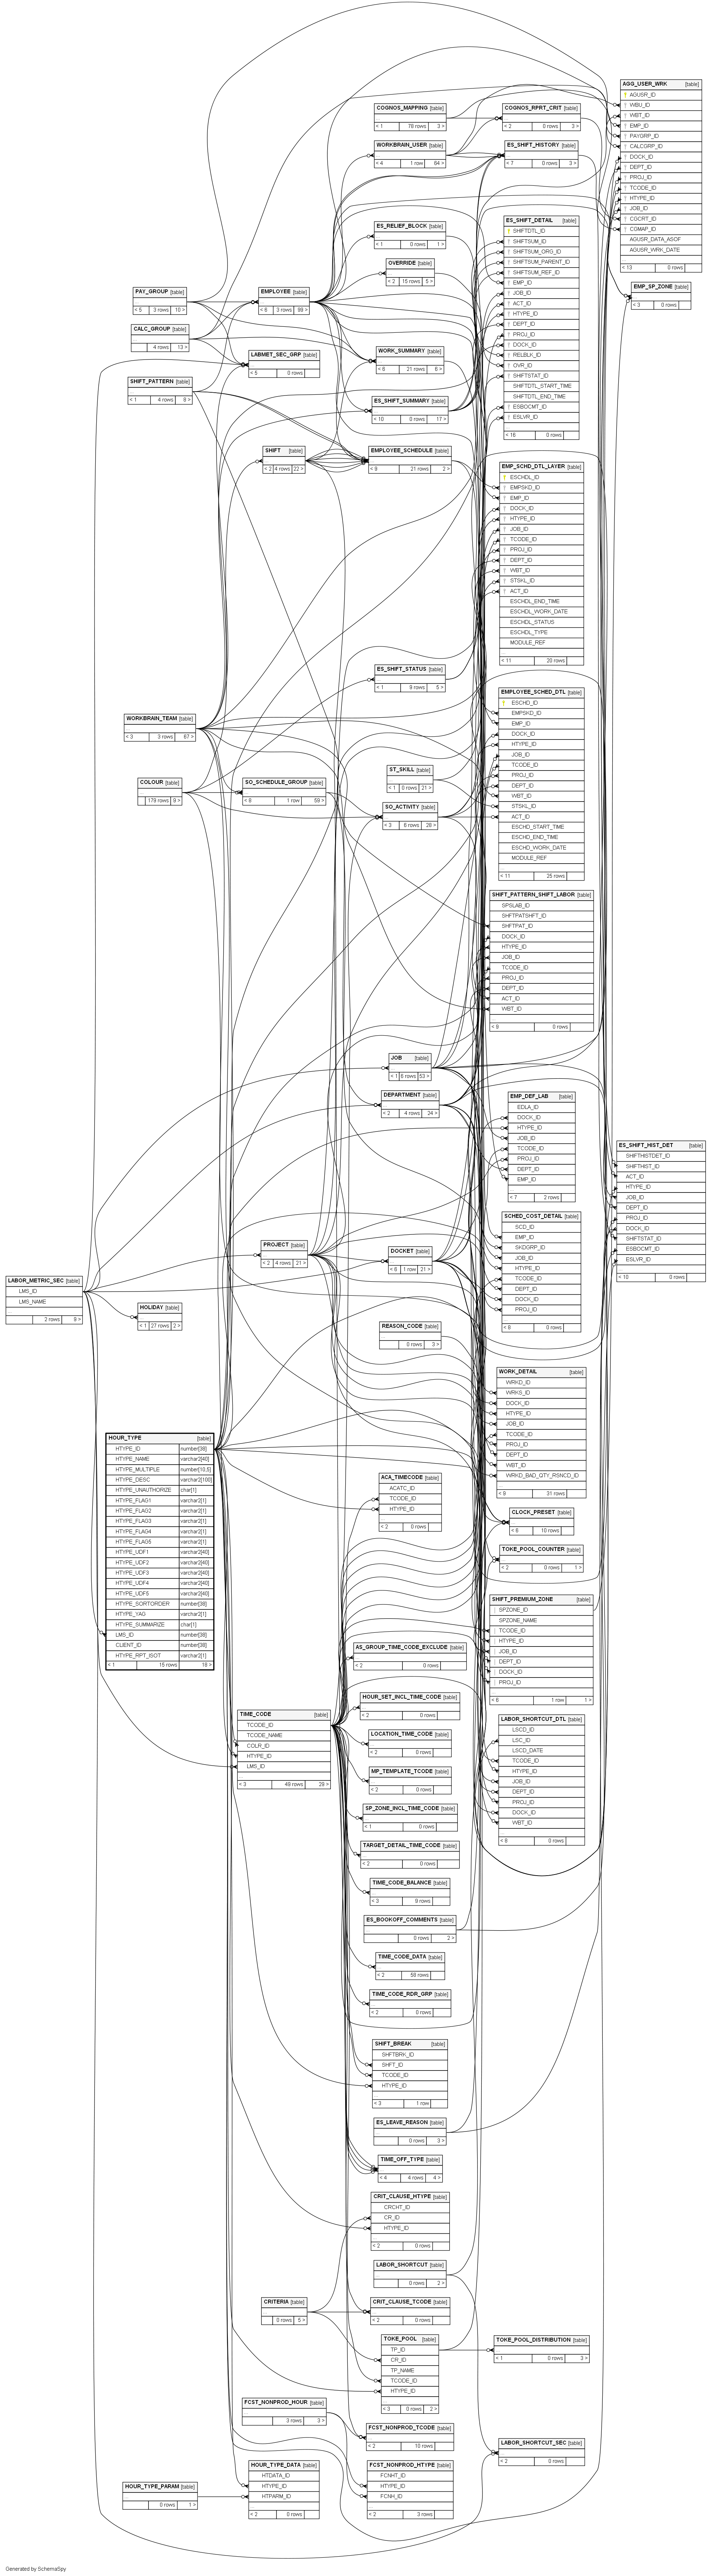 AGG_USER_WRK [table]
AGUSR_ID
WBU_ID
WBT_ID
EMP_ID
PAYGRP_ID
CALCGRP_ID
DOCK_ID
DEPT_ID
PROJ_ID
TCODE_ID
HTYPE_ID
JOB_ID
CGCRT_ID
CGMAP_ID
AGUSR_DATA_ASOF
AGUSR_WRK_DATE
< 13 0 rows
COGNOS_MAPPING [table]
< 1 78 rows 3 >
COGNOS_RPRT_CRIT [table]
< 2 0 rows 3 >
WORKBRAIN_USER [table]
< 4 1 row 64 >
ES_SHIFT_HISTORY [table]
< 7 0 rows 3 >
ES_RELIEF_BLOCK [table]
< 1 0 rows 1 >
ES_SHIFT_DETAIL [table]
SHIFTDTL_ID
SHIFTSUM_ID
SHIFTSUM_ORG_ID
SHIFTSUM_PARENT_ID
SHIFTSUM_REF_ID
EMP_ID
JOB_ID
ACT_ID
HTYPE_ID
DEPT_ID
PROJ_ID
DOCK_ID
RELBLK_ID
OVR_ID
SHIFTSTAT_ID
SHIFTDTL_START_TIME
SHIFTDTL_END_TIME
ESBOCMT_ID
ESLVR_ID
< 16 0 rows
OVERRIDE [table]
< 2 15 rows 5 >
PAY_GROUP [table]
< 5 3 rows 10 >
EMPLOYEE [table]
< 6 3 rows 99 >
EMP_SP_ZONE [table]
< 3 0 rows
CALC_GROUP [table]
4 rows 13 >
LABMET_SEC_GRP [table]
< 5 0 rows
WORK_SUMMARY [table]
< 6 21 rows 6 >
SHIFT_PATTERN [table]
< 1 4 rows 8 >
ES_SHIFT_SUMMARY [table]
< 10 0 rows 17 >
SHIFT [table]
< 2 4 rows 22 >
EMPLOYEE_SCHEDULE [table]
< 9 21 rows 2 >
EMP_SCHD_DTL_LAYER [table]
ESCHDL_ID
EMPSKD_ID
EMP_ID
DOCK_ID
HTYPE_ID
JOB_ID
TCODE_ID
PROJ_ID
DEPT_ID
WBT_ID
STSKL_ID
ACT_ID
ESCHDL_END_TIME
ESCHDL_WORK_DATE
ESCHDL_STATUS
ESCHDL_TYPE
MODULE_REF
< 11 20 rows
ES_SHIFT_STATUS [table]
< 1 9 rows 5 >
EMPLOYEE_SCHED_DTL [table]
ESCHD_ID
EMPSKD_ID
EMP_ID
DOCK_ID
HTYPE_ID
JOB_ID
TCODE_ID
PROJ_ID
DEPT_ID
WBT_ID
STSKL_ID
ACT_ID
ESCHD_START_TIME
ESCHD_END_TIME
ESCHD_WORK_DATE
MODULE_REF
< 11 25 rows
WORKBRAIN_TEAM [table]
< 3 3 rows 67 >
COLOUR [table]
178 rows 9 >
SO_SCHEDULE_GROUP [table]
< 8 1 row 59 >
ST_SKILL [table]
< 1 0 rows 21 >
SO_ACTIVITY [table]
< 3 8 rows 28 >
SHIFT_PATTERN_SHIFT_LABOR [table]
SPSLAB_ID
SHFTPATSHFT_ID
SHFTPAT_ID
DOCK_ID
HTYPE_ID
JOB_ID
TCODE_ID
PROJ_ID
DEPT_ID
ACT_ID
WBT_ID
< 9 0 rows
JOB [table]
< 1 6 rows 53 >
DEPARTMENT [table]
< 2 4 rows 24 >
EMP_DEF_LAB [table]
EDLA_ID
DOCK_ID
HTYPE_ID
JOB_ID
TCODE_ID
PROJ_ID
DEPT_ID
EMP_ID
< 7 2 rows
ES_SHIFT_HIST_DET [table]
SHIFTHISTDET_ID
SHIFTHIST_ID
ACT_ID
HTYPE_ID
JOB_ID
DEPT_ID
PROJ_ID
DOCK_ID
SHIFTSTAT_ID
ESBOCMT_ID
ESLVR_ID
< 10 0 rows
SCHED_COST_DETAIL [table]
SCD_ID
EMP_ID
SKDGRP_ID
JOB_ID
HTYPE_ID
TCODE_ID
DEPT_ID
DOCK_ID
PROJ_ID
< 8 0 rows
PROJECT [table]
< 2 4 rows 21 >
DOCKET [table]
< 6 1 row 21 >
LABOR_METRIC_SEC [table]
LMS_ID
LMS_NAME
2 rows 9 >
HOLIDAY [table]
< 1 27 rows 2 >
REASON_CODE [table]
0 rows 3 >
WORK_DETAIL [table]
WRKD_ID
WRKS_ID
DOCK_ID
HTYPE_ID
JOB_ID
TCODE_ID
PROJ_ID
DEPT_ID
WBT_ID
WRKD_BAD_QTY_RSNCD_ID
< 9 31 rows
HOUR_TYPE [table]
HTYPE_ID number[38]
HTYPE_NAME varchar2[40]
HTYPE_MULTIPLE number[10,5]
HTYPE_DESC varchar2[100]
HTYPE_UNAUTHORIZE char[1]
HTYPE_FLAG1 varchar2[1]
HTYPE_FLAG2 varchar2[1]
HTYPE_FLAG3 varchar2[1]
HTYPE_FLAG4 varchar2[1]
HTYPE_FLAG5 varchar2[1]
HTYPE_UDF1 varchar2[40]
HTYPE_UDF2 varchar2[40]
HTYPE_UDF3 varchar2[40]
HTYPE_UDF4 varchar2[40]
HTYPE_UDF5 varchar2[40]
HTYPE_SORTORDER number[38]
HTYPE_YAG varchar2[1]
HTYPE_SUMMARIZE char[1]
LMS_ID number[38]
CLIENT_ID number[38]
HTYPE_RPT_ISOT varchar2[1]
< 1 15 rows 18 >
ACA_TIMECODE [table]
ACATC_ID
TCODE_ID
HTYPE_ID
< 2 0 rows
CLOCK_PRESET [table]
< 6 10 rows
TOKE_POOL_COUNTER [table]
< 2 0 rows 1 >
SHIFT_PREMIUM_ZONE [table]
SPZONE_ID
SPZONE_NAME
TCODE_ID
HTYPE_ID
JOB_ID
DEPT_ID
DOCK_ID
PROJ_ID
< 6 1 row 1 >
AS_GROUP_TIME_CODE_EXCLUDE [table]
< 2 0 rows
HOUR_SET_INCL_TIME_CODE [table]
< 2 0 rows
TIME_CODE [table]
TCODE_ID
TCODE_NAME
COLR_ID
HTYPE_ID
LMS_ID
< 3 49 rows 29 >
LABOR_SHORTCUT_DTL [table]
LSCD_ID
LSC_ID
LSCD_DATE
TCODE_ID
HTYPE_ID
JOB_ID
DEPT_ID
PROJ_ID
DOCK_ID
WBT_ID
< 8 0 rows
LOCATION_TIME_CODE [table]
< 2 0 rows
MP_TEMPLATE_TCODE [table]
< 2 0 rows
SP_ZONE_INCL_TIME_CODE [table]
< 1 0 rows
TARGET_DETAIL_TIME_CODE [table]
< 2 0 rows
TIME_CODE_BALANCE [table]
< 3 9 rows
ES_BOOKOFF_COMMENTS [table]
0 rows 2 >
TIME_CODE_DATA [table]
< 2 58 rows
TIME_CODE_RDR_GRP [table]
< 2 0 rows
SHIFT_BREAK [table]
SHFTBRK_ID
SHFT_ID
TCODE_ID
HTYPE_ID
< 3 1 row
ES_LEAVE_REASON [table]
0 rows 3 >
TIME_OFF_TYPE [table]
< 4 4 rows 4 >
CRIT_CLAUSE_HTYPE [table]
CRCHT_ID
CR_ID
HTYPE_ID
< 2 0 rows
LABOR_SHORTCUT [table]
0 rows 2 >
CRITERIA [table]
0 rows 5 >
CRIT_CLAUSE_TCODE [table]
< 2 0 rows
TOKE_POOL [table]
TP_ID
CR_ID
TP_NAME
TCODE_ID
HTYPE_ID
< 3 0 rows 2 >
TOKE_POOL_DISTRIBUTION [table]
< 1 0 rows 3 >
FCST_NONPROD_HOUR [table]
3 rows 3 >
FCST_NONPROD_TCODE [table]
< 2 10 rows
LABOR_SHORTCUT_SEC [table]
< 2 0 rows
HOUR_TYPE_DATA [table]
HTDATA_ID
HTYPE_ID
HTPARM_ID
< 2 0 rows
FCST_NONPROD_HTYPE [table]
FCNHT_ID
HTYPE_ID
FCNH_ID
< 2 3 rows
HOUR_TYPE_PARAM [table]
0 rows 1 >
Generated by SchemaSpy